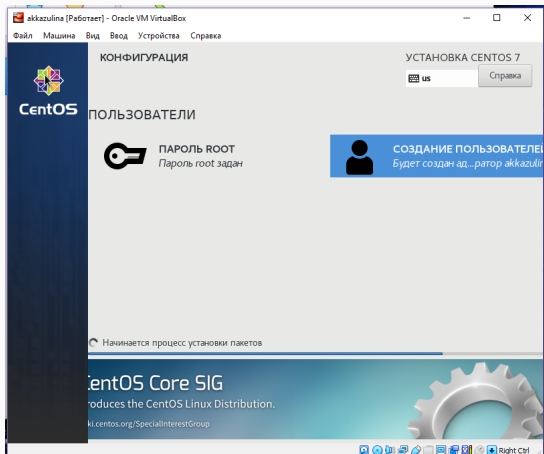 akkazulina [Работает] - Oracle VM VirtualBox
Файл Машина Вид Ввод Устройства Справка
КОНФИГУРАЦИЯ
УСТАНОВКА CENTOS 7
us
Справка
CentOS
ПОЛЬЗОВАТЕЛИ
ПАРОЛЬ ROOT
Пароль root задан
СОЗДАНИЕ ПОЛЬЗОВАТЕЛЕ
Будет создан ад...ратор akkazulin
Начинается процесс установки пакетов
CentOS Core SIG
roduces the CentOS Linux Distribution.
ki.centos.org/SpecialInterestGroup
Right Ctrl